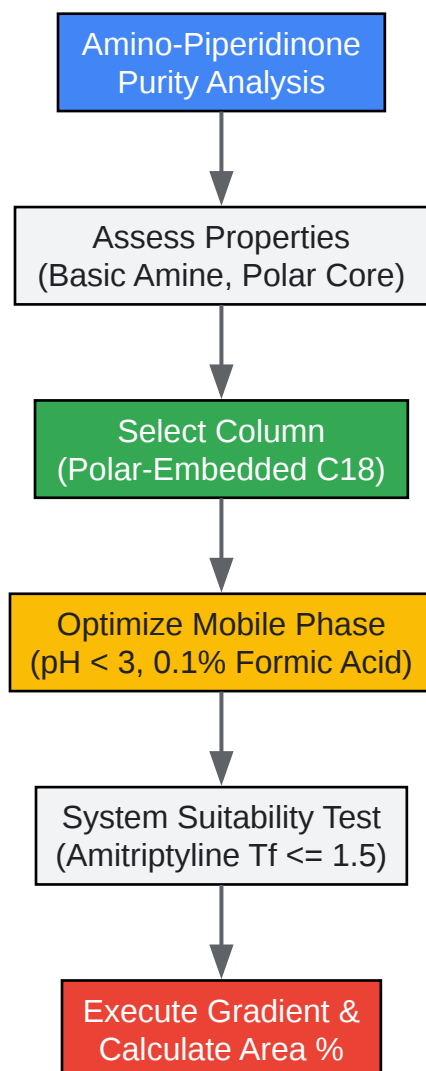 Amino-Piperidinone
Purity Analysis
Assess Properties
(Basic Amine, Polar Core)
Select Column
(Polar-Embedded C18)
Optimize Mobile Phase
(pH < 3, 0.1% Formic Acid)
System Suitability Test
(Amitriptyline Tf <= 1.5)
Execute Gradient &
Calculate Area %